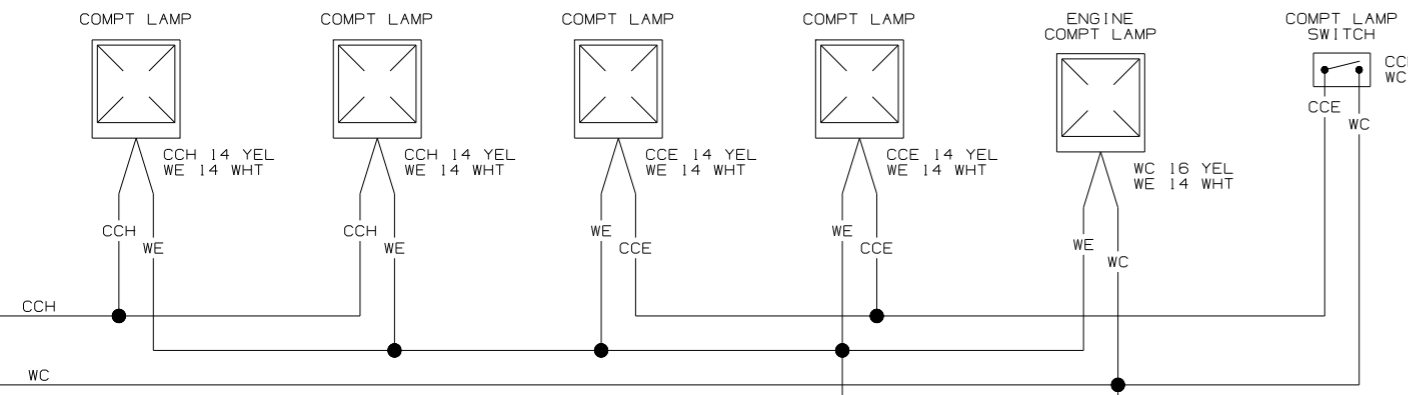 COMPT LAMP
COMPT LAMP
COMPT LAMP
COMPT LAMP
ENGINE
COMPT LAMP
COMPT LAMP
SWITCH
CCH 14 YEL
WE 14 WHT
CCH 14 YEL
WE 14 WHT
CCE 14 YEL
WE 14 WHT
CCE 14 YEL
WE 14 WHT
WC 16 YEL
WE 14 WHT
WC
CCE
WC
CCH
WE
CCH
WE
WE
CCE
WE
CCE
WE
WC
CCH
WC